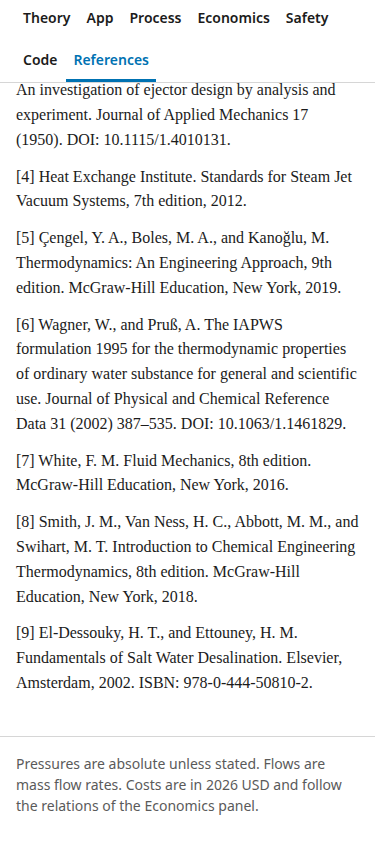 Theory App Process Economics Safety
Code References
An investigation of ejector design by analysis and
experiment. Journal of Applied Mechanics 17
(1950). DOI: 10.1115/1.4010131.
[4] Heat Exchange Institute. Standards for Steam Jet
Vacuum Systems, 7th edition, 2012.
[5] Çengel, Y. A., Boles, M. A., and Kanoğlu, M.
Thermodynamics: An Engineering Approach, 9th
edition. McGraw-Hill Education, New York, 2019.
[6] Wagner, W., and Pruß, A. The IAPWS
formulation 1995 for the thermodynamic properties
of ordinary water substance for general and scientific
use. Journal of Physical and Chemical Reference
Data 31 (2002) 387–535. DOI: 10.1063/1.1461829.
[7] White, F. M. Fluid Mechanics, 8th edition.
McGraw-Hill Education, New York, 2016.
[8] Smith, J. M., Van Ness, H. C., Abbott, M. M., and
Swihart, M. T. Introduction to Chemical Engineering
Thermodynamics, 8th edition. McGraw-Hill
Education, New York, 2018.
[9] El-Dessouky, H. T., and Ettouney, H. M.
Fundamentals of Salt Water Desalination. Elsevier,
Amsterdam, 2002. ISBN: 978-0-444-50810-2.
Pressures are absolute unless stated. Flows are
mass flow rates. Costs are in 2026 USD and follow
the relations of the Economics panel.